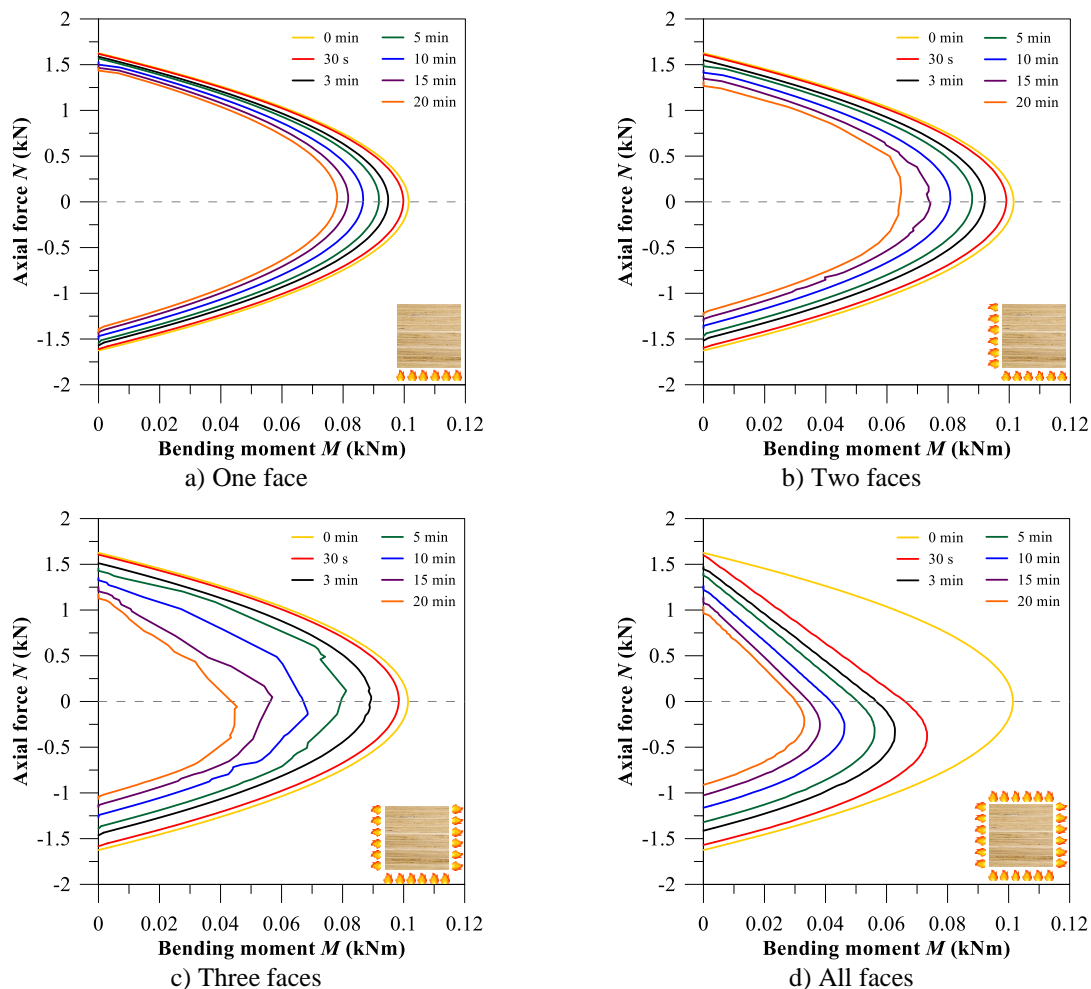 2
1.5
1
0.5
0
-0.5
-1
-1.5
-2
Axial force N (kN)
0 min
30 s
3 min
5 min
10 min
15 min
20 min
0 0.02 0.04 0.06 0.08 0.1 0.12
Bending moment M (kNm)
a) One face
2
1.5
1
0.5
0
-0.5
-1
-1.5
-2
Axial force N (kN)
0 min
30 s
3 min
5 min
10 min
15 min
20 min
0 0.02 0.04 0.06 0.08 0.1 0.12
Bending moment M (kNm)
b) Two faces
2
1.5
1
0.5
0
-0.5
-1
-1.5
-2
Axial force N (kN)
0 min
30 s
3 min
5 min
10 min
15 min
20 min
0 0.02 0.04 0.06 0.08 0.1 0.12
Bending moment M (kNm)
c) Three faces
2
1.5
1
0.5
0
-0.5
-1
-1.5
-2
Axial force N (kN)
0 min
30 s
3 min
5 min
10 min
15 min
20 min
0 0.02 0.04 0.06 0.08 0.1 0.12
Bending moment M (kNm)
d) All faces